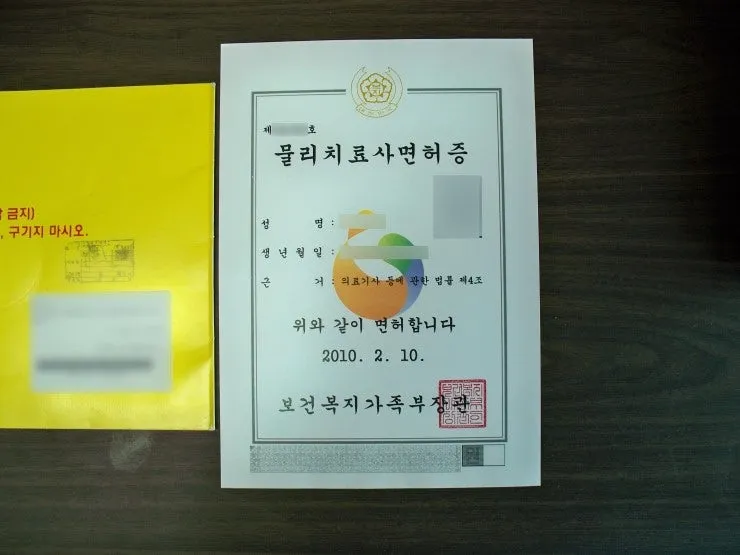 금지)
, 구기지 마시오.
제 호
물리치료사면허증
성 명 :
생년월일 :
근 거 : 의료기사 등에 관한 법률 제4조
위와 같이 면허합니다
2010. 2. 10.
보건복지가족부장관